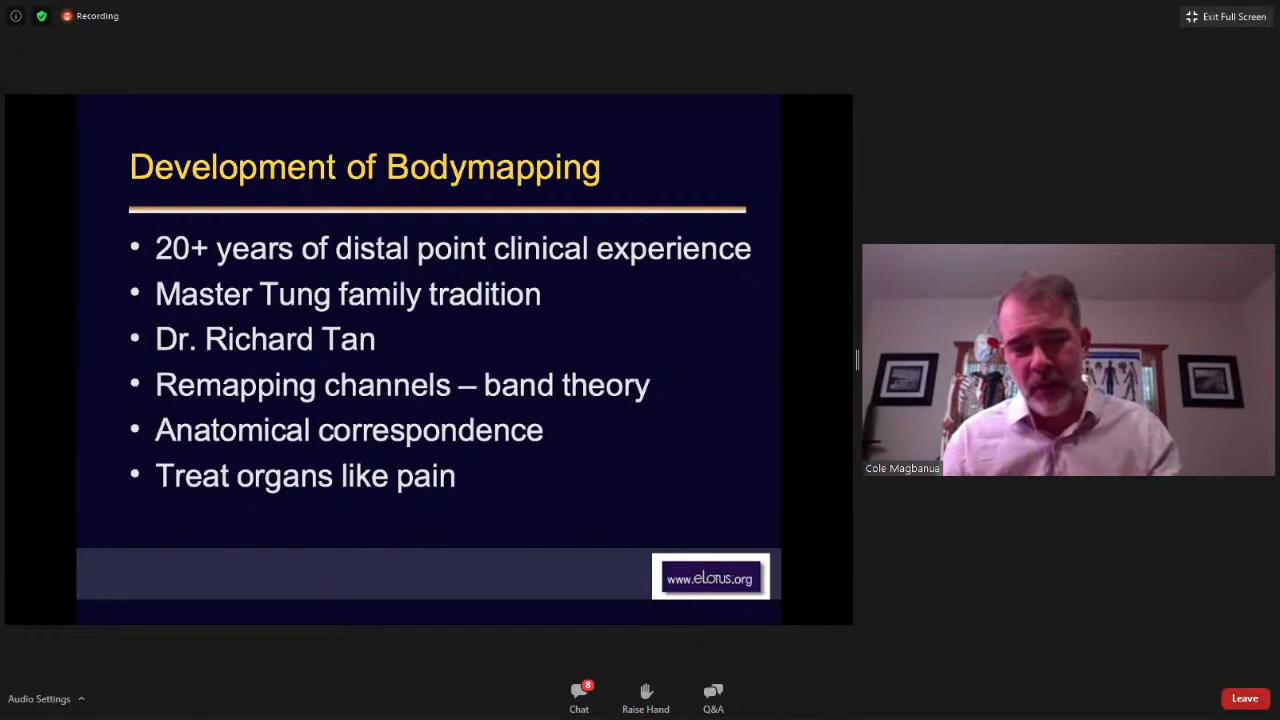 Recording
Exit Full Screen
Development of Bodymapping
• 20+ years of distal point clinical experience
• Master Tung family tradition
• Dr. Richard Tan
• Remapping channels – band theory
• Anatomical correspondence
• Treat organs like pain
www.eLotus.org
Cole Magbanua
Audio Settings
8
Chat
Raise Hand
Q&A
Leave